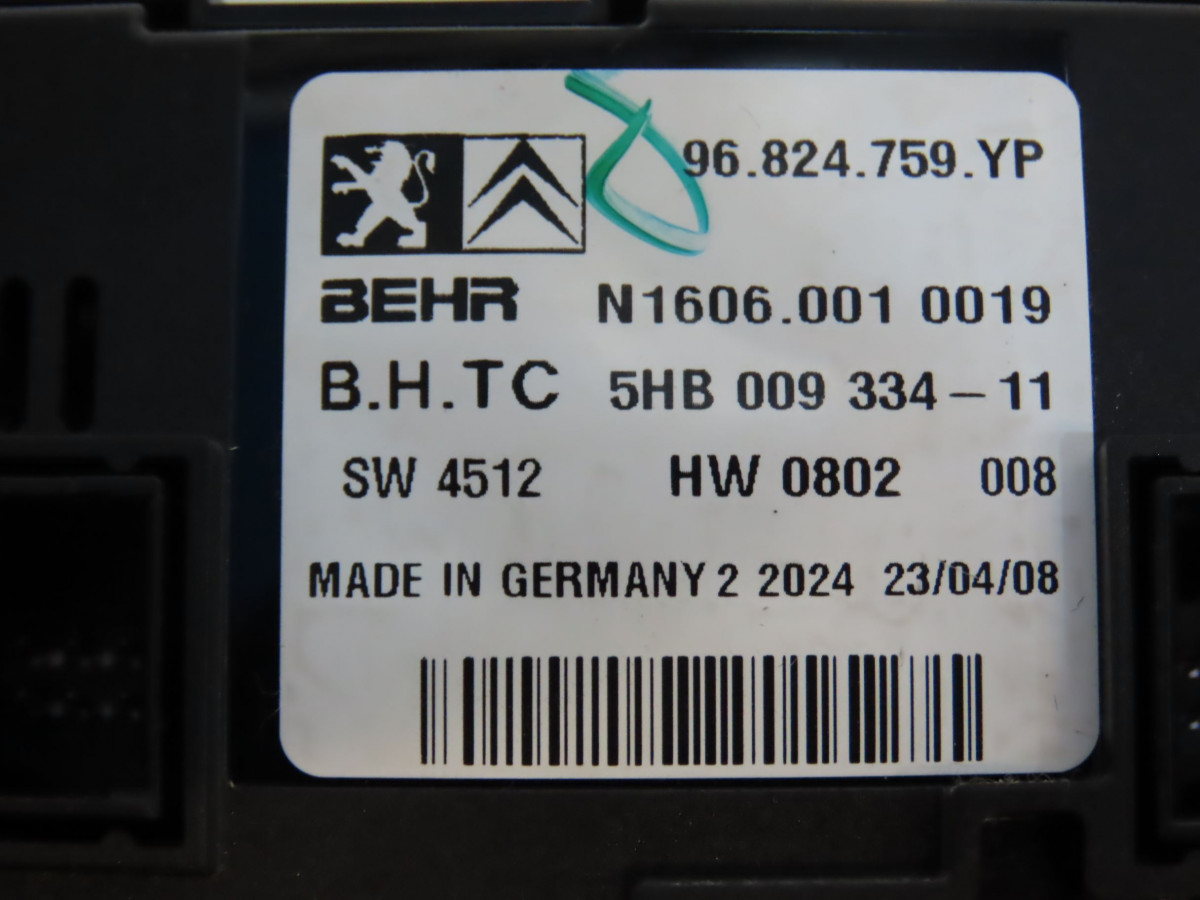 96.824.759.YP
BEHR N1606.001 0019
B.H.TC 5HB 009 334-11
SW 4512 HW 0802 008
MADE IN GERMANY 2 2024 23/04/08